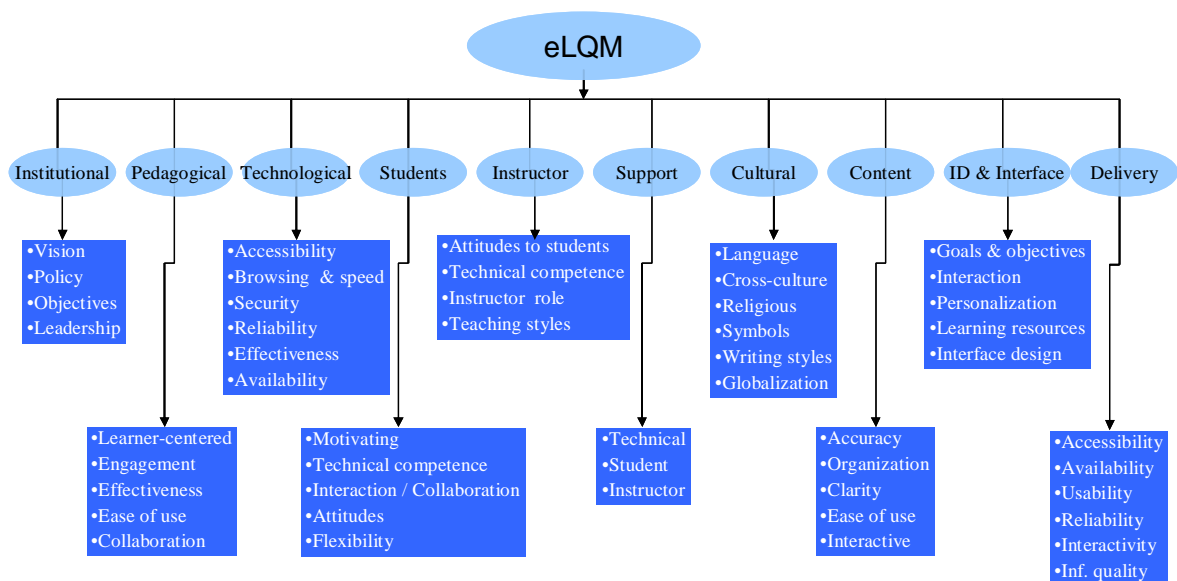 eLQM
Institutional
Pedagogical
Technological
Students
Instructor
Support
Cultural
Content
ID & Interface
Delivery
•Vision
•Policy
•Objectives
•Leadership
•Learner-centered
•Engagement
•Effectiveness
•Ease of use
•Collaboration
•Accessibility
•Browsing & speed
•Security
•Reliability
•Effectiveness
•Availability
•Motivating
•Technical competence
•Interaction / Collaboration
•Attitudes
•Flexibility
•Attitudes to students
•Technical competence
•Instructor role
•Teaching styles
•Technical
•Student
•Instructor
•Language
•Cross-culture
•Religious
•Symbols
•Writing styles
•Globalization
•Accuracy
•Organization
•Clarity
•Ease of use
•Interactive
•Goals & objectives
•Interaction
•Personalization
•Learning resources
•Interface design
•Accessibility
•Availability
•Usability
•Reliability
•Interactivity
•Inf. quality